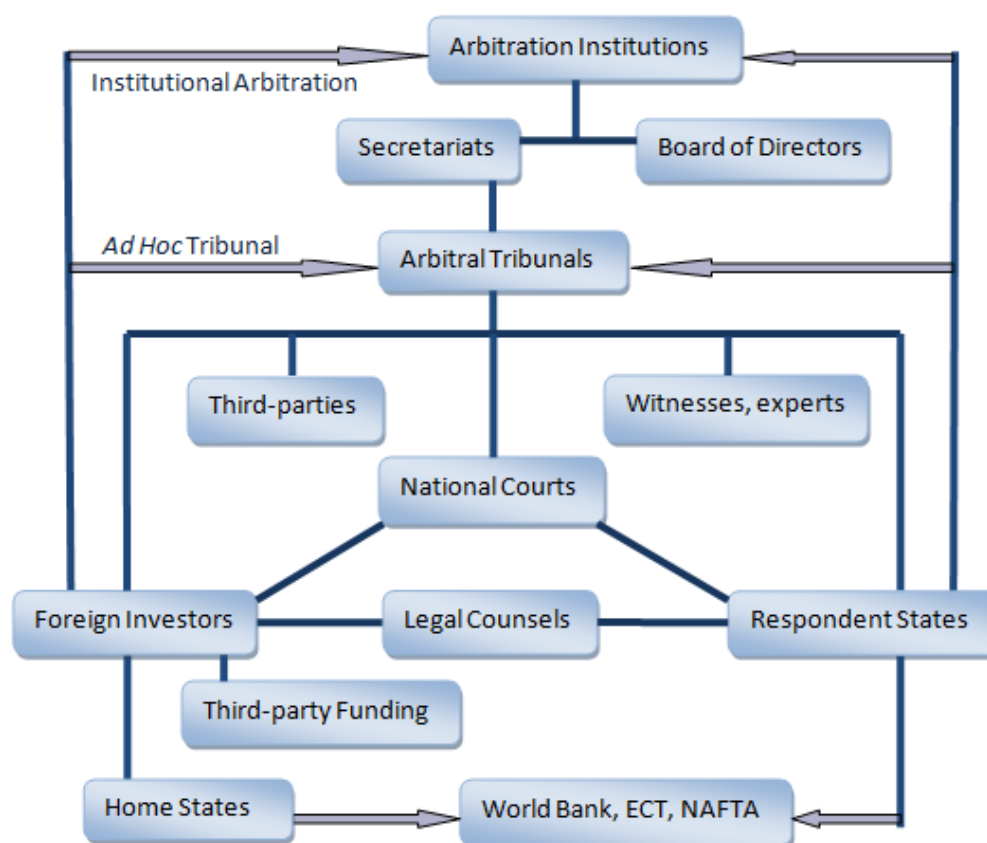 Arbitration Institutions
Institutional Arbitration
Secretariats
Board of Directors
Ad Hoc Tribunal
Arbitral Tribunals
Third-parties
Witnesses, experts
National Courts
Foreign Investors
Legal Counsels
Respondent States
Third-party Funding
Home States
World Bank, ECT, NAFTA